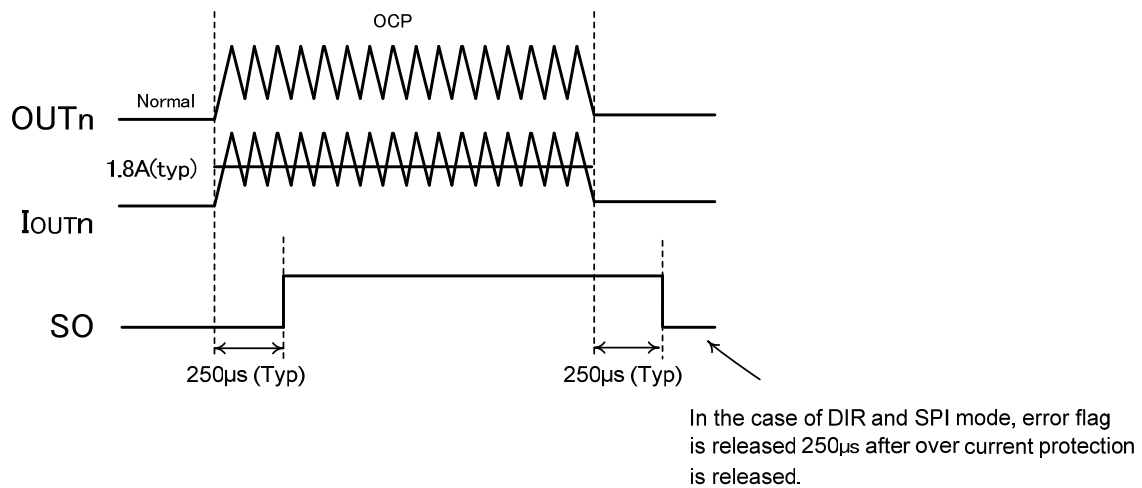 OCP
Normal
OUTn
1.8A(typ)
IOUTn
SO
250µs (Typ)
250µs (Typ)
In the case of DIR and SPI mode, error flag
is released 250µs after over current protection
is released.